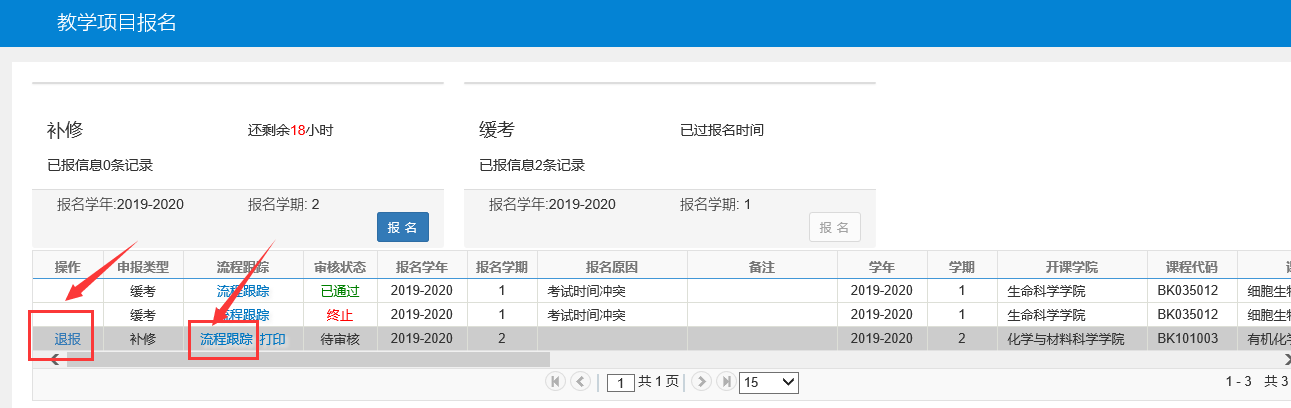 教学项目报名
补修 还剩余18小时
已报信息0条记录
报名学年:2019-2020 报名学期: 2
报 名
缓考 已过报名时间
已报信息2条记录
报名学年:2019-2020 报名学期: 1
报 名
操作 申报类型 流程跟踪 审核状态 报名学年 报名学期 报名原因 备注 学年 学期 开课学院 课程代码
缓考 流程跟踪 已通过 2019-2020 1 考试时间冲突 2019-2020 1 生命科学学院 BK035012 细胞生物
缓考 流程跟踪 终止 2019-2020 1 考试时间冲突 2019-2020 1 生命科学学院 BK035012 细胞生物
退报 补修 流程跟踪 打印 待审核 2019-2020 2 2019-2020 2 化学与材料科学学院 BK101003 有机化学
1 共 1 页 15 1 - 3 共 3